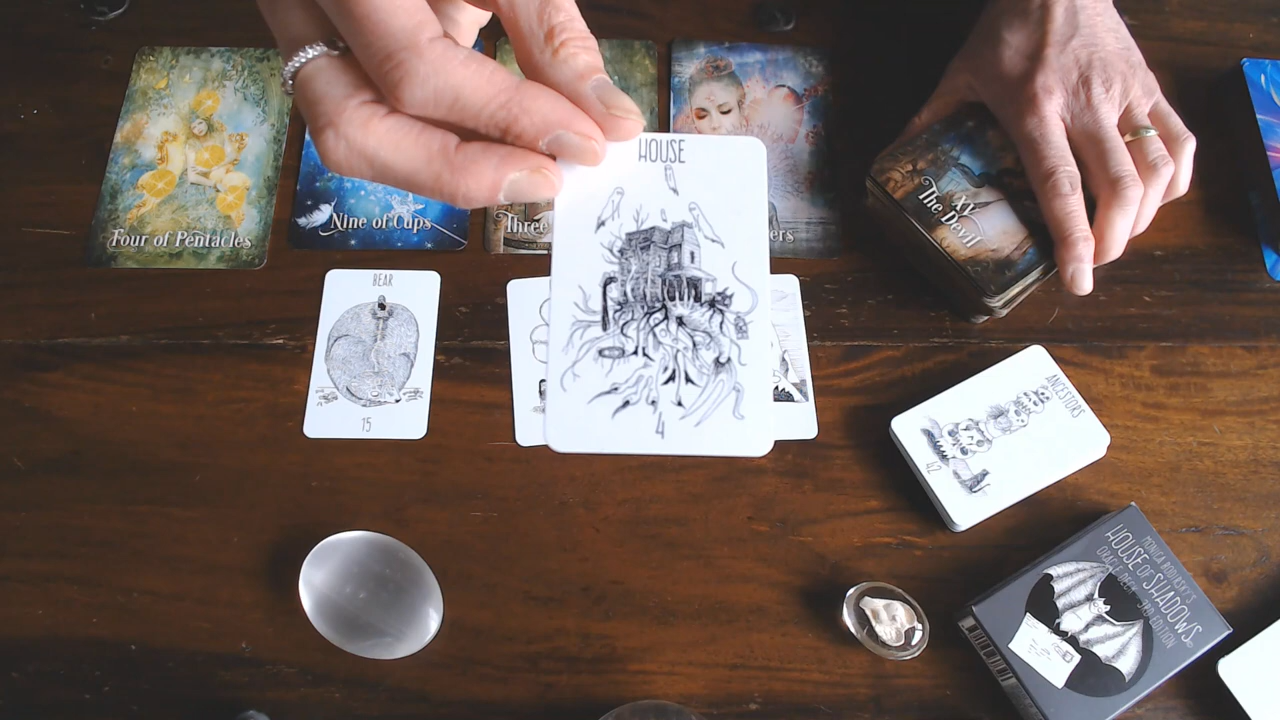 Four of Pentacles
Nine of Cups
Three
HOUSE
4
XV
The Devil
BEAR
15
ANCESTORS
42
MONICA BODIRSKY'S
HOUSE OF SHADOWS
ORACLE DECK 3RD EDITION